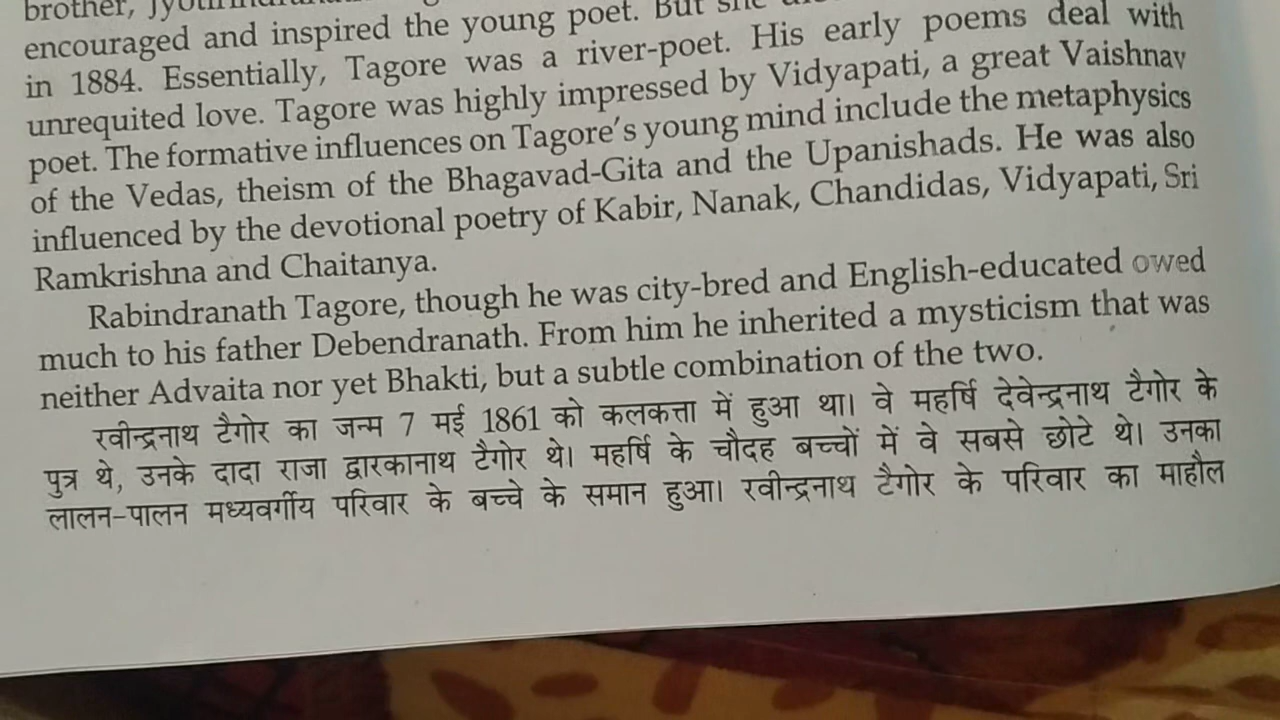 brother,
encouraged and inspired the young poet. But she
in 1884. Essentially, Tagore was a river-poet. His early poems deal with
unrequited love. Tagore was highly impressed by Vidyapati, a great Vaishnav
poet. The formative influences on Tagore's young mind include the metaphysics
of the Vedas, theism of the Bhagavad-Gita and the Upanishads. He was also
influenced by the devotional poetry of Kabir, Nanak, Chandidas, Vidyapati, Sri
Ramkrishna and Chaitanya.
Rabindranath Tagore, though he was city-bred and English-educated owed
much to his father Debendranath. From him he inherited a mysticism that was
neither Advaita nor yet Bhakti, but a subtle combination of the two.
रवीन्द्रनाथ टैगोर का जन्म 7 मई 1861 को कलकत्ता में हुआ था। वे महर्षि देवेन्द्रनाथ टैगोर के
पुत्र थे, उनके दादा राजा द्वारकानाथ टैगोर थे। महर्षि के चौदह बच्चों में वे सबसे छोटे थे। उनका
लालन-पालन मध्यवर्गीय परिवार के बच्चे के समान हुआ। रवीन्द्रनाथ टैगोर के परिवार का माहौल